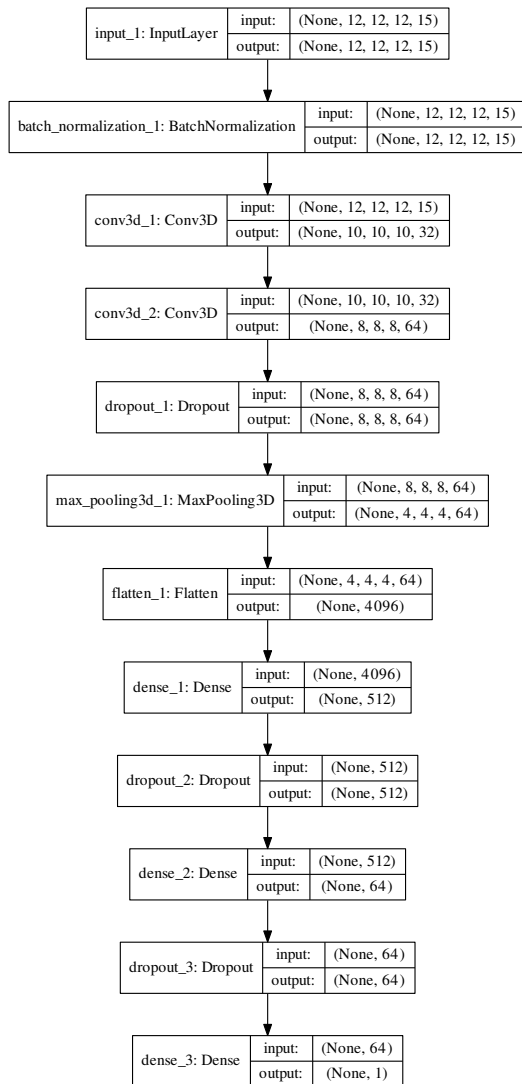 input_1: InputLayer
input: (None, 12, 12, 12, 15)
output: (None, 12, 12, 12, 15)
batch_normalization_1: BatchNormalization
input: (None, 12, 12, 12, 15)
output: (None, 12, 12, 12, 15)
conv3d_1: Conv3D
input: (None, 12, 12, 12, 15)
output: (None, 10, 10, 10, 32)
conv3d_2: Conv3D
input: (None, 10, 10, 10, 32)
output: (None, 8, 8, 8, 64)
dropout_1: Dropout
input: (None, 8, 8, 8, 64)
output: (None, 8, 8, 8, 64)
max_pooling3d_1: MaxPooling3D
input: (None, 8, 8, 8, 64)
output: (None, 4, 4, 4, 64)
flatten_1: Flatten
input: (None, 4, 4, 4, 64)
output: (None, 4096)
dense_1: Dense
input: (None, 4096)
output: (None, 512)
dropout_2: Dropout
input: (None, 512)
output: (None, 512)
dense_2: Dense
input: (None, 512)
output: (None, 64)
dropout_3: Dropout
input: (None, 64)
output: (None, 64)
dense_3: Dense
input: (None, 64)
output: (None, 1)